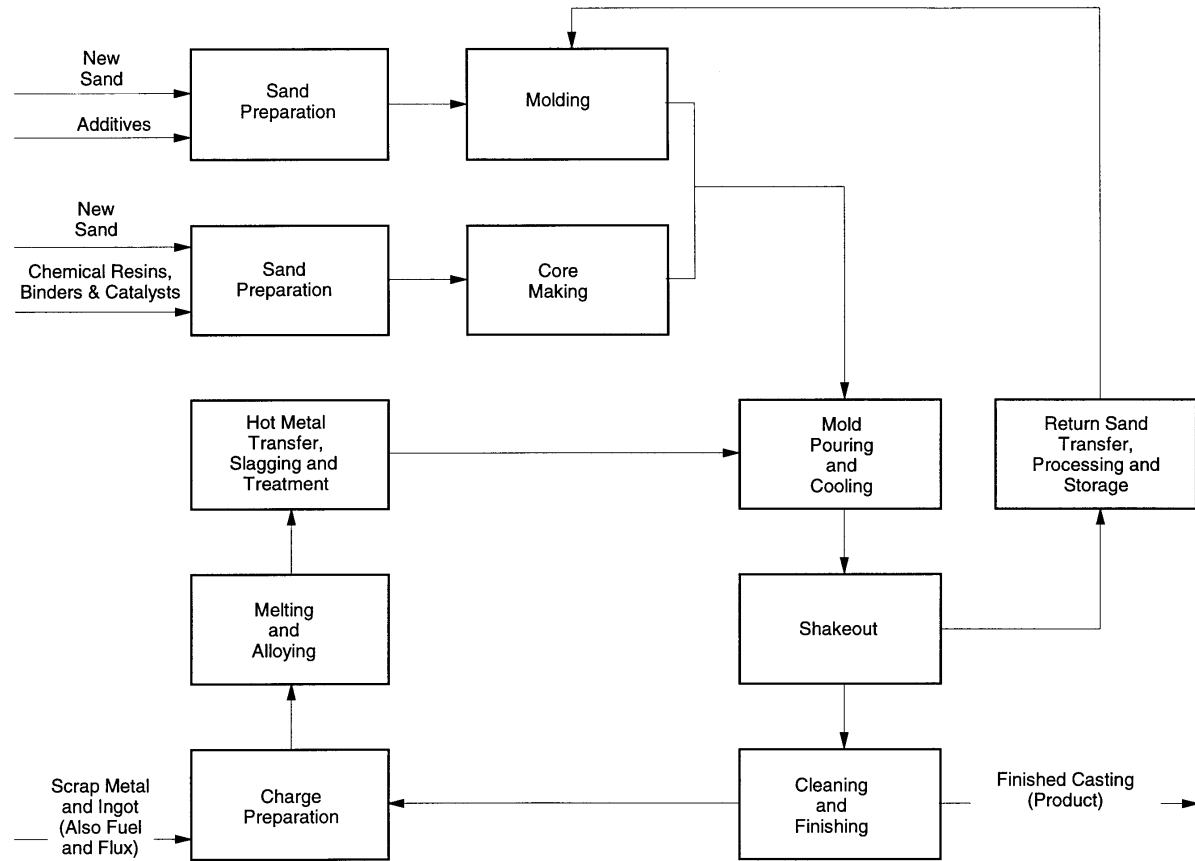 New
Sand
Additives
Sand
Preparation
Molding
New
Sand
Chemical Resins,
Binders & Catalysts
Sand
Preparation
Core
Making
Hot Metal
Transfer,
Slagging and
Treatment
Mold
Pouring
and
Cooling
Return Sand
Transfer,
Processing and
Storage
Melting
and
Alloying
Shakeout
Scrap Metal
and Ingot
(Also Fuel
and Flux)
Charge
Preparation
Cleaning
and
Finishing
Finished Casting
(Product)